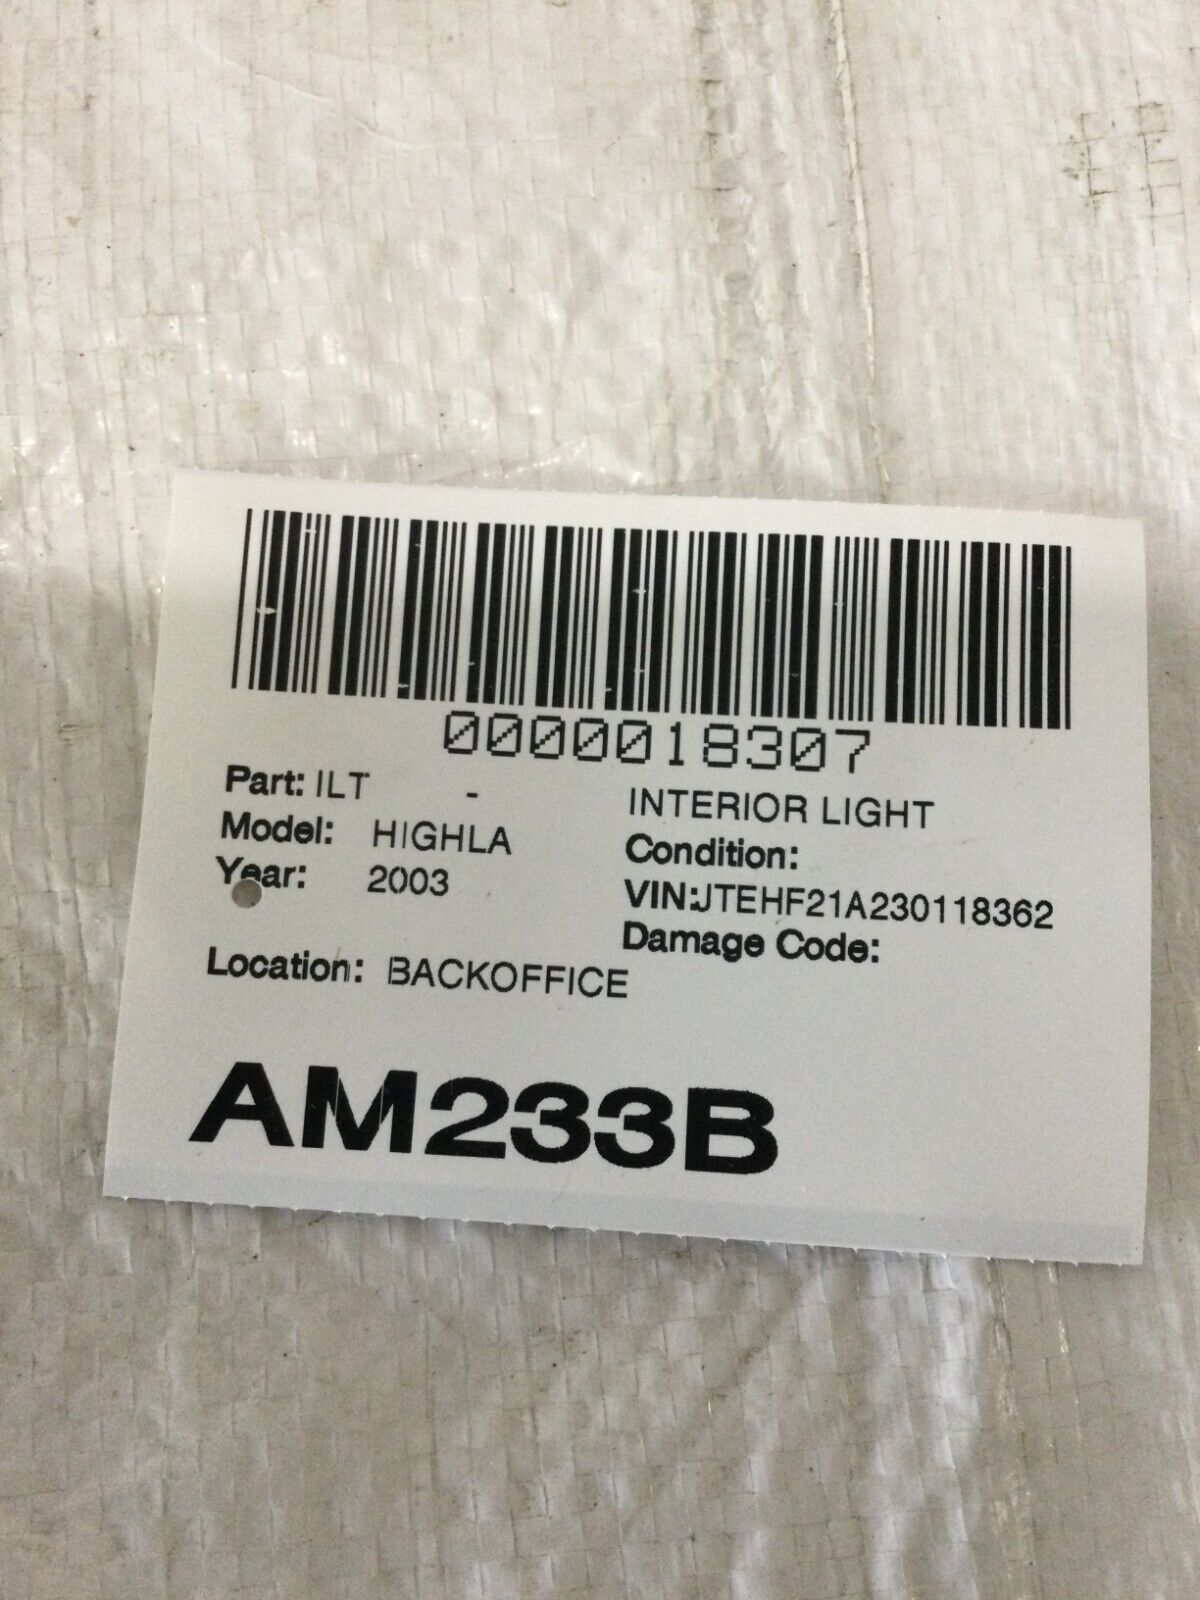 0000018307
Part: ILT - INTERIOR LIGHT
Model: HIGHLA Condition:
Year: 2003 VIN:JTEHF21A230118362
Damage Code:
Location: BACKOFFICE
AM233B